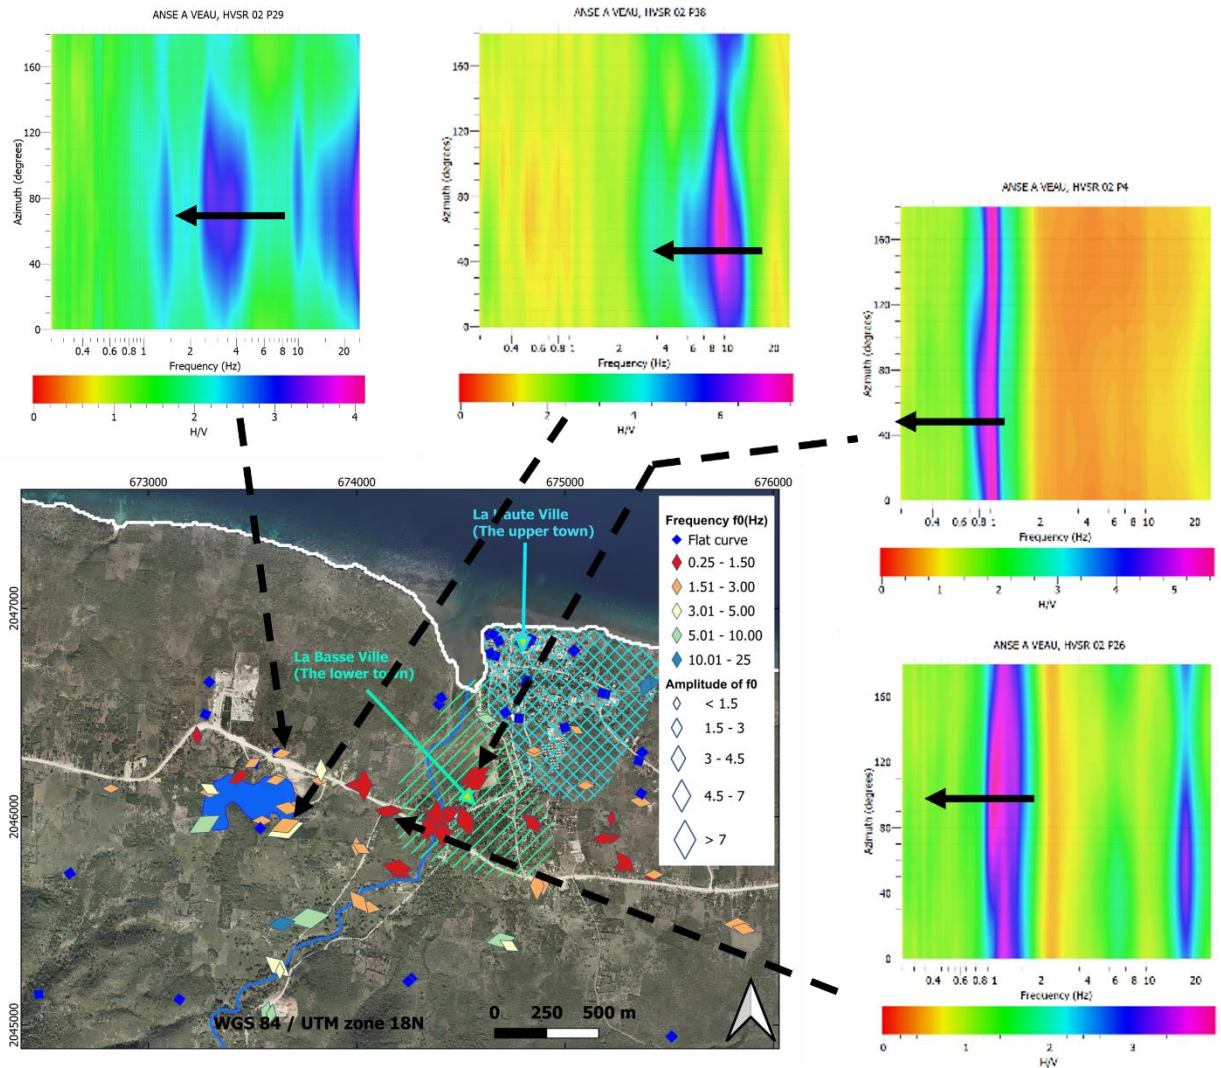 ANSE A VEAU, HVSR 02 P29
160
120
80
40
0
Azimuth (degrees)
0.4 0.6 0.8 1 2 4 6 8 10 20
Frequency (Hz)
0 1 2 3 4
H/V
ANSE A VEAU, HVSR 02 P38
160
120
80
40
0
Azimuth (degrees)
0.4 0.6 0.8 1 2 4 6 8 10 20
Frequency (Hz)
0 2 4 6
H/V
ANSE A VEAU, HVSR 02 P4
160
120
80
40
0
Azimuth (degrees)
0.4 0.6 0.8 1 2 4 6 8 10 20
Frequency (Hz)
0 1 2 3 4 5
H/V
673000 674000 675000 676000
2047000
2046000
2045000
La Haute Ville
(The upper town)
La Basse Ville
(The lower town)
Frequency f0(Hz)
Flat curve
0.25 - 1.50
1.51 - 3.00
3.01 - 5.00
5.01 - 10.00
10.01 - 25
Amplitude of f0
< 1.5
1.5 - 3
3 - 4.5
4.5 - 7
> 7
WGS 84 / UTM zone 18N
0 250 500 m
ANSE A VEAU, HVSR 02 P26
160
120
80
40
0
Azimuth (degrees)
0.4 0.6 0.8 1 2 4 6 8 10 20
Frequency (Hz)
0 1 2 3
H/V